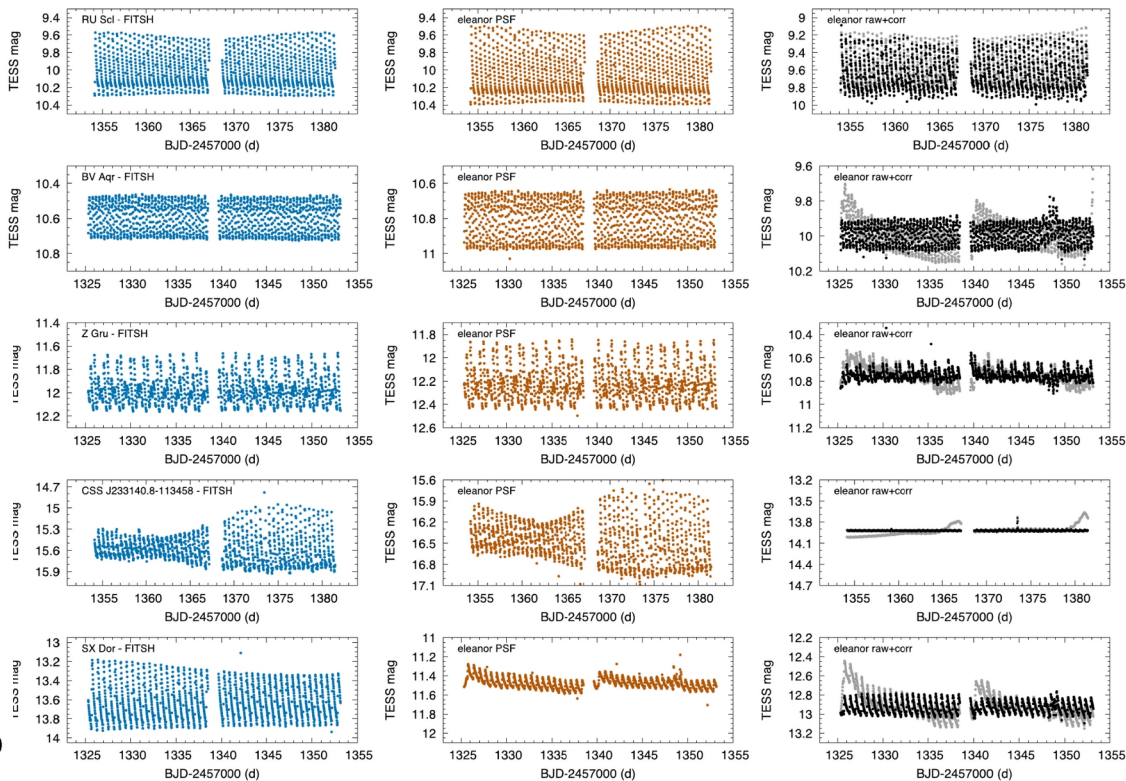 RU Scl - FITSH
TESS mag
9.4
9.6
9.8
10
10.2
10.4
1355 1360 1366 1370 1375 1380
BJD-2457000 (d)
eleanor PSF
TESS mag
9.4
9.6
9.8
10
10.2
10.4
1355 1360 1366 1370 1375 1380
BJD-2457000 (d)
eleanor raw+corr
TESS mag
9
9.2
9.4
9.6
9.8
10
1355 1360 1366 1370 1375 1380
BJD-2457000 (d)
BV Aqr - FITSH
TESS mag
10.4
10.6
10.8
1325 1330 1335 1340 1345 1350 1355
BJD-2457000 (d)
eleanor PSF
TESS mag
10.6
10.8
11
1325 1330 1335 1340 1345 1350 1355
BJD-2457000 (d)
eleanor raw+corr
TESS mag
9.6
9.8
10
10.2
1325 1330 1335 1340 1345 1350 1355
BJD-2457000 (d)
Z Gru - FITSH
mag
11.4
11.6
11.8
12
12.2
1325 1330 1335 1340 1345 1350 1355
BJD-2457000 (d)
eleanor PSF
TESS mag
11.8
12
12.2
12.4
12.6
1325 1330 1335 1340 1345 1350 1355
BJD-2457000 (d)
eleanor raw+corr
TESS mag
10.4
10.6
10.8
11
11.2
1325 1330 1335 1340 1345 1350 1355
BJD-2457000 (d)
CSS J233140.8-113458 - FITSH
mag
14.7
15
15.3
15.6
15.9
1355 1360 1366 1370 1375 1380
BJD-2457000 (d)
eleanor PSF
TESS mag
15.6
15.9
16.2
16.5
16.8
17.1
1355 1360 1366 1370 1375 1380
BJD-2457000 (d)
eleanor raw+corr
TESS mag
13.2
13.5
13.8
14.1
14.4
14.7
1355 1360 1366 1370 1375 1380
BJD-2457000 (d)
SX Dor - FITSH
mag
13
13.2
13.4
13.6
13.8
14
1325 1330 1335 1340 1345 1350 1355
BJD-2457000 (d)
eleanor PSF
TESS mag
11
11.2
11.4
11.6
11.8
12
1325 1330 1335 1340 1345 1350 1355
BJD-2457000 (d)
eleanor raw+corr
TESS mag
12.2
12.4
12.6
12.8
13
13.2
1325 1330 1335 1340 1345 1350 1355
BJD-2457000 (d)